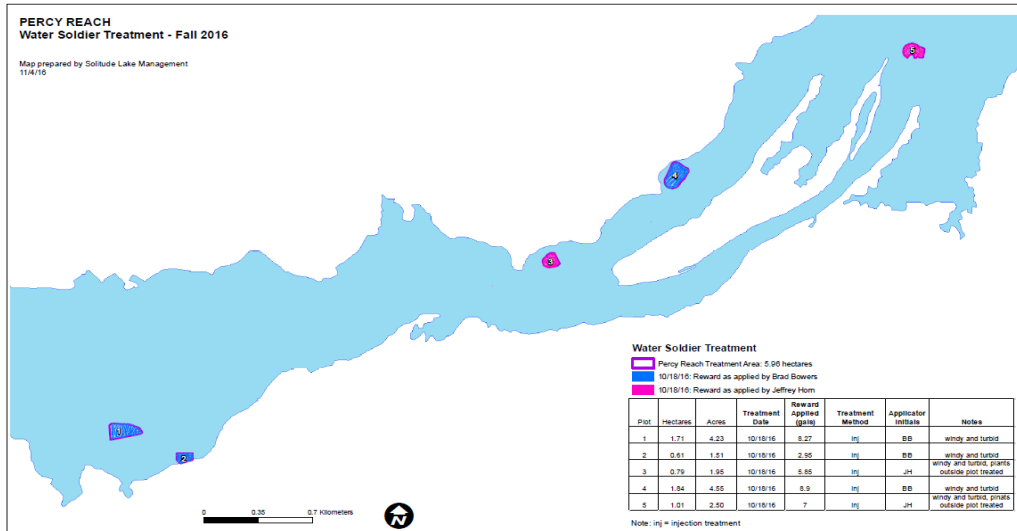 PERCY REACH
Water Soldier Treatment - Fall 2016
Map prepared by Solitude Lake Management
11/4/16
5
4
3
1
2
0 0.35 0.7 Kilometers
N
Water Soldier Treatment
Percy Reach Treatment Area: 5.96 hectares
10/18/16: Reward as applied by Brad Bowers
10/18/16: Reward as applied by Jeffrey Horn
Plot Hectares Acres Treatment Date Reward Applied (gals) Treatment Method Applicator Initials Notes
1 1.71 4.23 10/18/16 8.27 Inj BB windy and turbid
2 0.61 1.51 10/18/16 2.98 Inj BB windy and turbid
3 0.79 1.95 10/18/16 5.85 Inj JH windy and turbid, plants outside plot treated
4 1.84 4.55 10/18/16 8.9 Inj BB windy and turbid
5 1.01 2.50 10/18/16 7 Inj JH windy and turbid, pinats outside plot treated
Note: inj = injection treatment